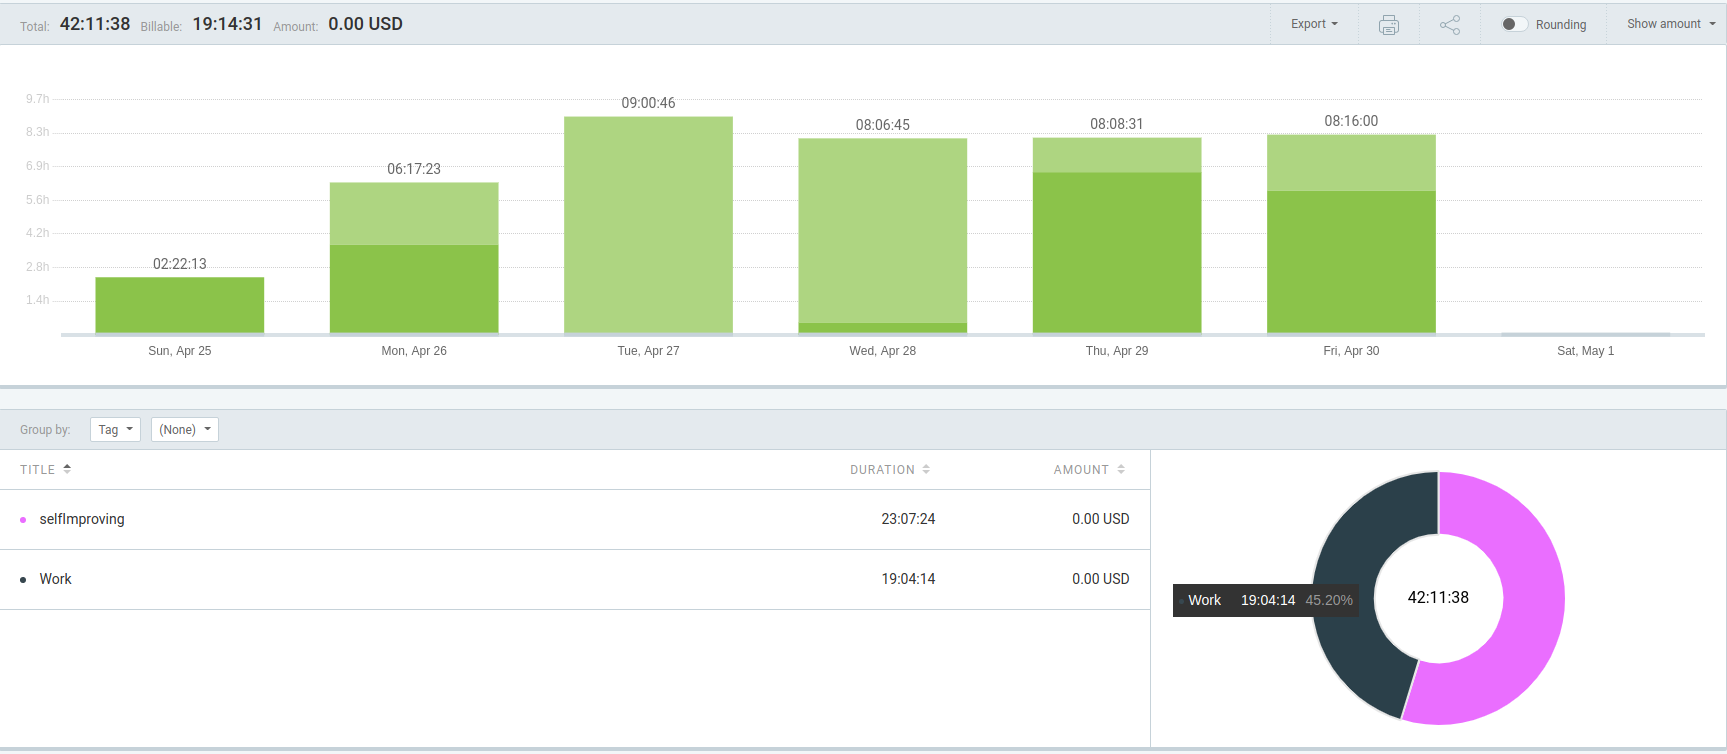 Total: 42:11:38 Billable: 19:14:31 Amount: 0.00 USD Export Rounding Show amount
9.7h
8.3h
6.9h
5.6h
4.2h
2.8h
1.4h
02:22:13 06:17:23 09:00:46 08:06:45 08:08:31 08:16:00
Sun, Apr 25 Mon, Apr 26 Tue, Apr 27 Wed, Apr 28 Thu, Apr 29 Fri, Apr 30 Sat, May 1
Group by: Tag (None)
TITLE DURATION AMOUNT
selfImproving 23:07:24 0.00 USD
Work 19:04:14 0.00 USD
Work 19:04:14 45.20%
42:11:38